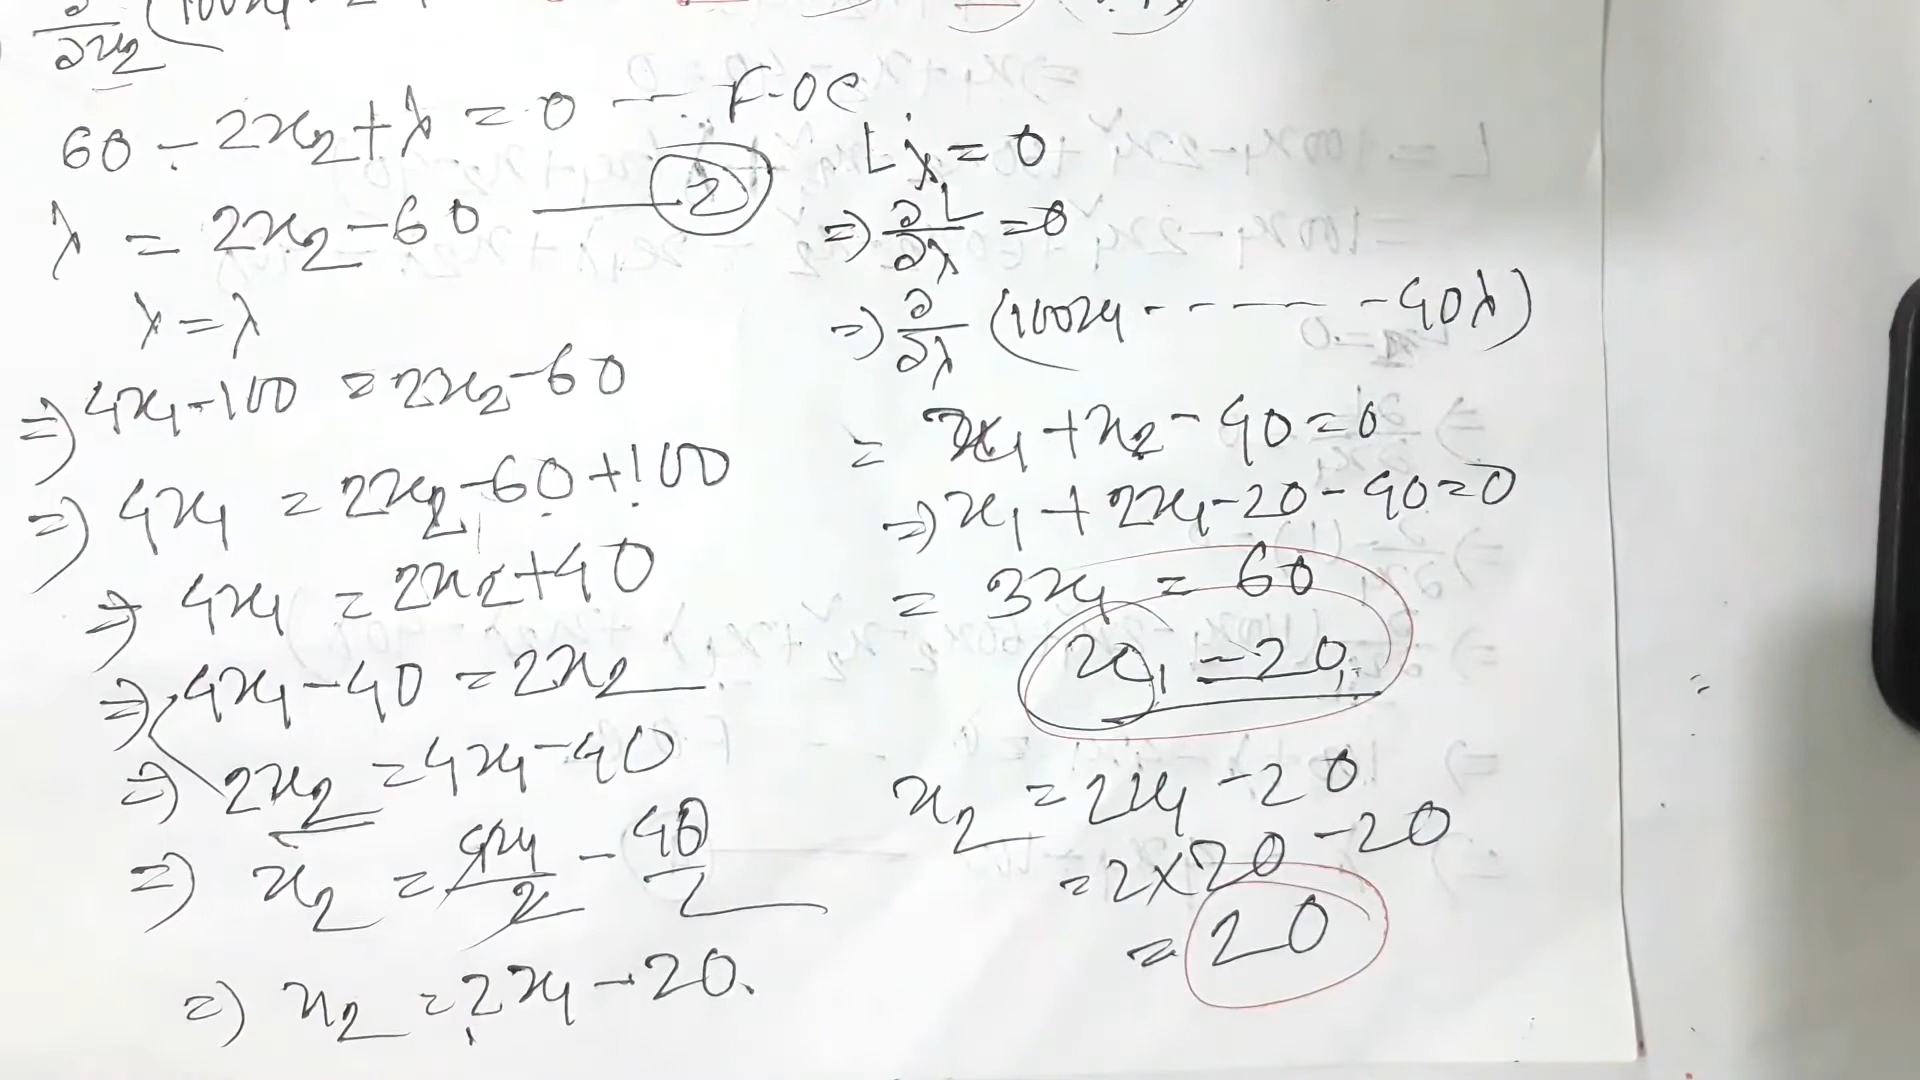 ∂/∂x₂ (100x₁
60 - 2x₂ + λ = 0 — F.O.C
λ = 2x₂ - 60 — ②
λ = λ
⇒) 4x₁ - 100 = 2x₂ - 60
⇒) 4x₁ = 2x₂ - 60 + 100
⇒ 4x₁ = 2x₂ + 40
⇒) 4x₁ - 40 = 2x₂
⇒) 2x₂ = 4x₁ - 40
⇒) x₂ = 4x₁/2 - 40/2
⇒) x₂ = 2x₁ - 20.
Lλ = 0
⇒) ∂L/∂λ = 0
⇒) ∂/∂λ (100x₁ - - - — - 40λ)
= x₁ + x₂ - 40 = 0
⇒) x₁ + 2x₁ - 20 - 40 = 0
= 3x₁ = 60
x₁ = 20
x₂ = 2x₁ - 20
= 2 × 20 - 20
= 20